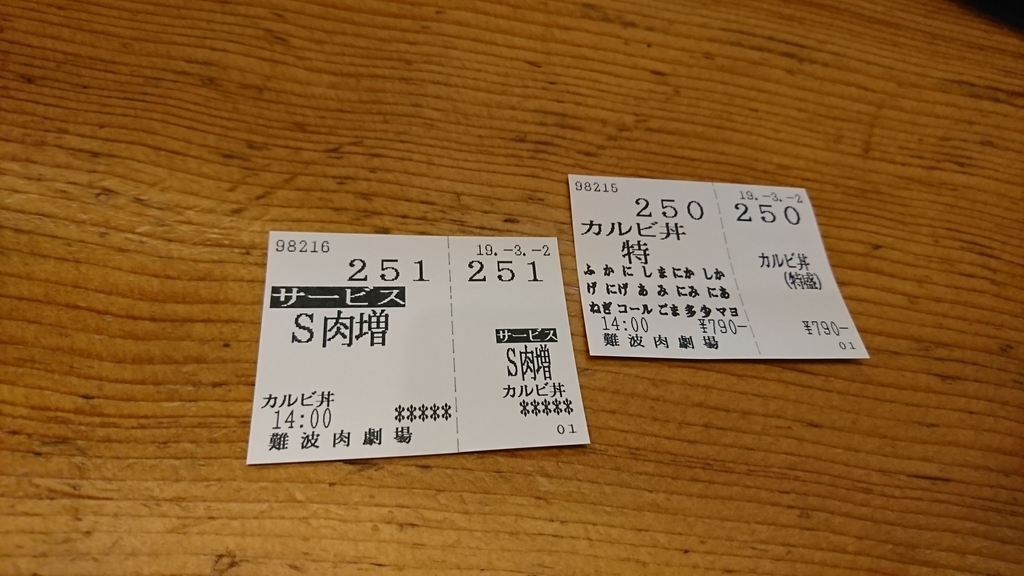 98216
19.-3.-2
251
251
サービス
S肉増
カルビ丼
14:00
*****
難波肉劇場
サービス
S肉増
カルビ丼
*****
01
98215
19.-3.-2
250
250
カルビ丼
特
ふ か に し ま に か し か
げ に げ あ み に み に あ
ねぎ コール ごま 多 少 マヨ
14:00 ¥790-
難波肉劇場
カルビ丼
(特盛)
¥790-
01